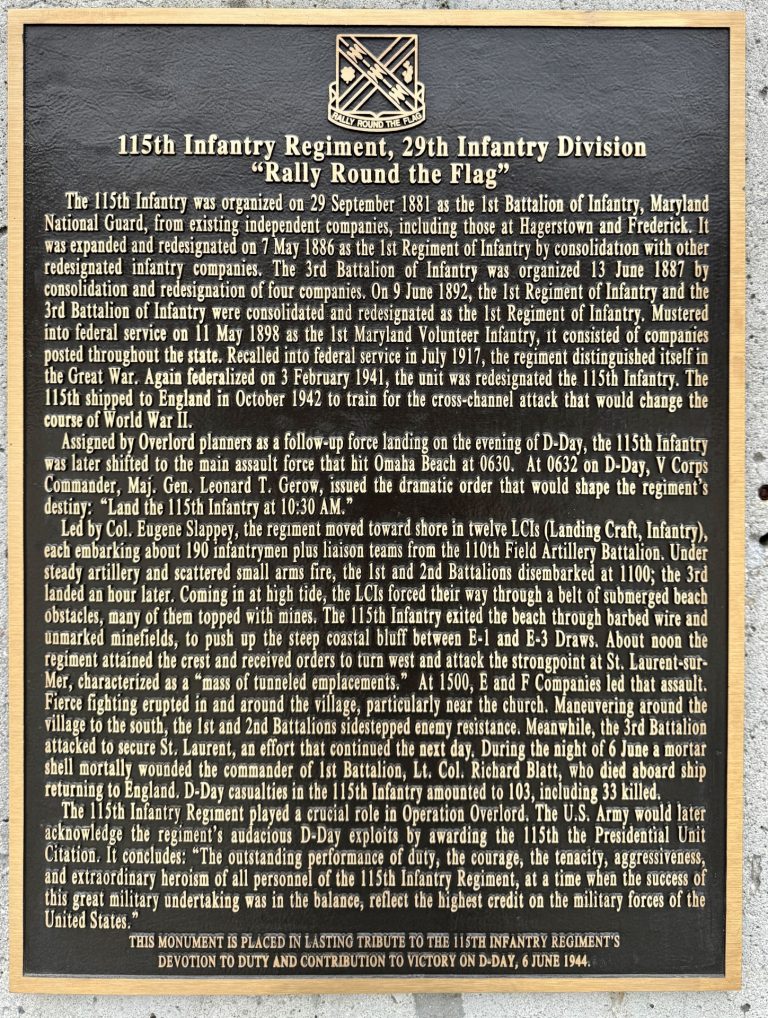 RALLY ROUND THE FLAG
115th Infantry Regiment, 29th Infantry Division
“Rally Round the Flag”
The 115th Infantry was organized on 29 September 1881 as the 1st Battalion of Infantry, Maryland
National Guard, from existing independent companies, including those at Hagerstown and Frederick. It
was expanded and redesignated on 7 May 1886 as the 1st Regiment of Infantry by consolidation with other
redesignated infantry companies. The 3rd Battalion of Infantry was organized 13 June 1887 by
consolidation and redesignation of four companies. On 9 June 1892, the 1st Regiment of Infantry and the
3rd Battalion of Infantry were consolidated and redesignated as the 1st Regiment of Infantry. Mustered
into federal service on 11 May 1898 as the 1st Maryland Volunteer Infantry, it consisted of companies
posted throughout the state. Recalled into federal service in July 1917, the regiment distinguished itself in
the Great War. Again federalized on 3 February 1941, the unit was redesignated the 115th Infantry. The
115th shipped to England in October 1942 to train for the cross-channel attack that would change the
course of World War II.
Assigned by Overlord planners as a follow-up force landing on the evening of D-Day, the 115th Infantry
was later shifted to the main assault force that hit Omaha Beach at 0630. At 0632 on D-Day, V Corps
Commander, Maj. Gen. Leonard T. Gerow, issued the dramatic order that would shape the regiment’s
destiny: “Land the 115th Infantry at 10:30 AM.”
Led by Col. Eugene Slappey, the regiment moved toward shore in twelve LCIs (Landing Craft, Infantry),
each embarking about 190 infantrymen plus liaison teams from the 110th Field Artillery Battalion. Under
steady artillery and scattered small arms fire, the 1st and 2nd Battalions disembarked at 1100; the 3rd
landed an hour later. Coming in at high tide, the LCIs forced their way through a belt of submerged beach
obstacles, many of them topped with mines. The 115th Infantry exited the beach through barbed wire and
unmarked minefields, to push up the steep coastal bluff between E-1 and E-3 Draws. About noon the
regiment attained the crest and received orders to turn west and attack the strongpoint at St. Laurent-sur-
Mer, characterized as a “mass of tunneled emplacements.” At 1500, E and F Companies led that assault.
Fierce fighting erupted in and around the village, particularly near the church. Maneuvering around the
village to the south, the 1st and 2nd Battalions sidestepped enemy resistance. Meanwhile, the 3rd Battalion
attacked to secure St. Laurent, an effort that continued the next day. During the night of 6 June a mortar
shell mortally wounded the commander of 1st Battalion, Lt. Col. Richard Blatt, who died aboard ship
returning to England. D-Day casualties in the 115th Infantry amounted to 103, including 33 killed.
The 115th Infantry Regiment played a crucial role in Operation Overlord. The U.S. Army would later
acknowledge the regiment’s audacious D-Day exploits by awarding the 115th the Presidential Unit
Citation. It concludes: “The outstanding performance of duty, the courage, the tenacity, aggressiveness,
and extraordinary heroism of all personnel of the 115th Infantry Regiment, at a time when the success of
this great military undertaking was in the balance, reflect the highest credit on the military forces of the
United States.”
THIS MONUMENT IS PLACED IN LASTING TRIBUTE TO THE 115TH INFANTRY REGIMENT’S
DEVOTION TO DUTY AND CONTRIBUTION TO VICTORY ON D-DAY, 6 JUNE 1944.